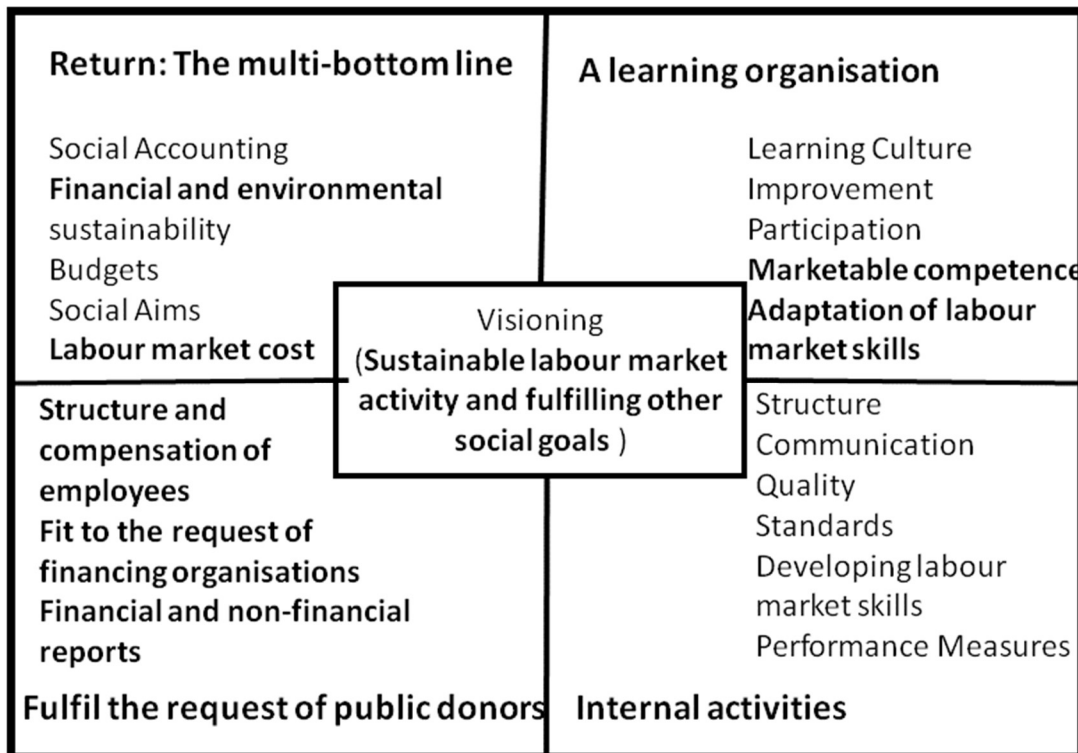 Return: The multi-bottom line
Social Accounting
Financial and environmental
sustainability
Budgets
Social Aims
Labour market cost
A learning organisation
Learning Culture
Improvement
Participation
Marketable competence
Adaptation of labour
market skills
Visioning
(Sustainable labour market
activity and fulfilling other
social goals )
Structure and
compensation of
employees
Fit to the request of
financing organisations
Financial and non-financial
reports
Fulfil the request of public donors
Structure
Communication
Quality
Standards
Developing labour
market skills
Performance Measures
Internal activities